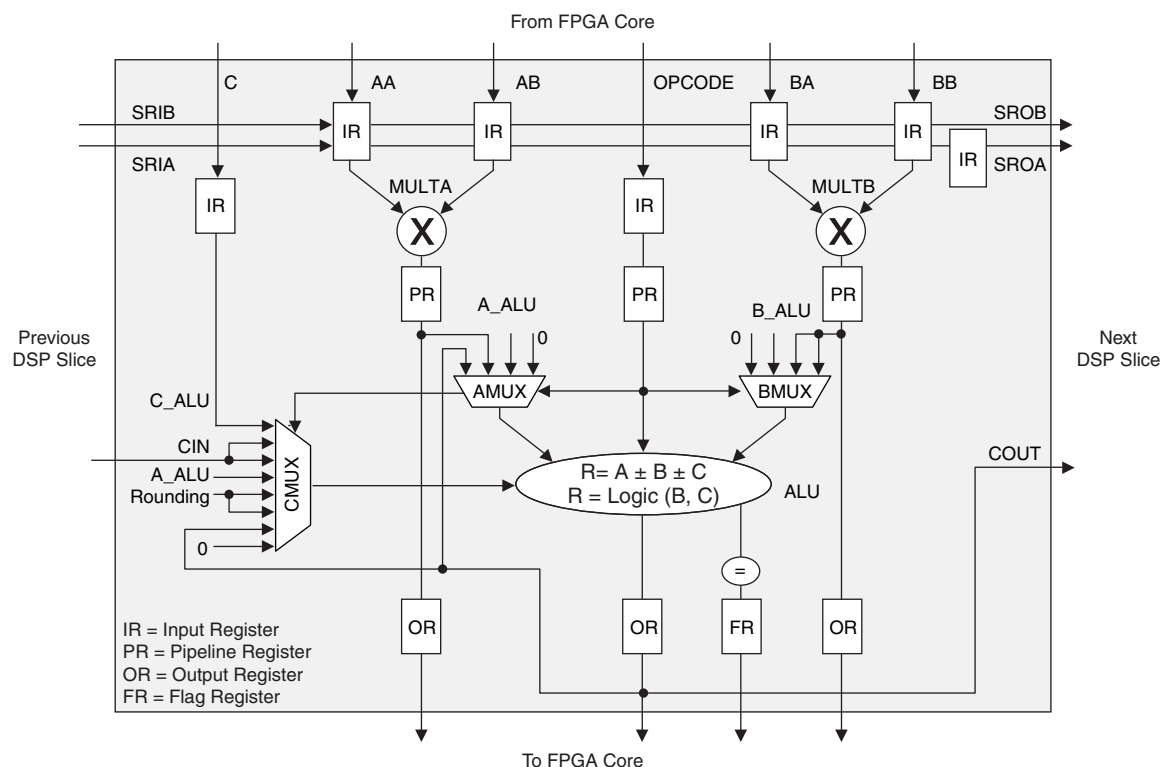 From FPGA Core
C
AA
AB
OPCODE
BA
BB
SRIB
SROB
IR
IR
IR
IR
SRIA
IR
SROA
MULTA
MULTB
IR
IR
X
X
PR
PR
PR
A_ALU
B_ALU
0
0
Previous
DSP Slice
Next
DSP Slice
AMUX
BMUX
C_ALU
CIN
COUT
A_ALU
Rounding
0
CMUX
R= A ± B ± C
R = Logic (B, C)
ALU
=
OR
OR
FR
OR
IR = Input Register
PR = Pipeline Register
OR = Output Register
FR = Flag Register
To FPGA Core